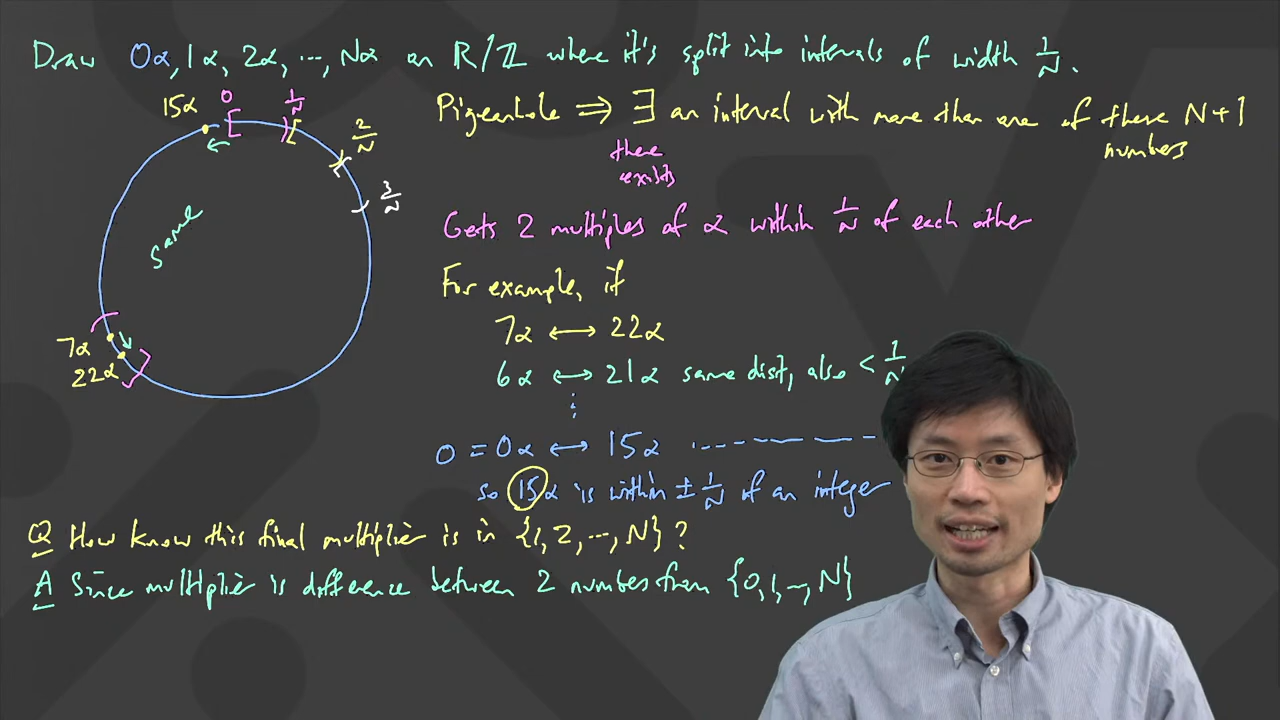 Draw 0α, 1α, 2α, ..., Nα on ℝ/ℤ where it's split into intervals of width 1/N.
15α
0
1/N
2/N
3/N
Same
7α
22α
Pigeonhole ⇒ ∃ an interval with more than one of these N+1
numbers
there
exists
Gets 2 multiples of α within 1/N of each other
For example, if
7α ⟷ 22α
6α ⟷ 21α same dist, also < 1/N
⋮
0 = 0α ⟷ 15α -----------
so 15α is within ± 1/N of an integer
Q How know this final multiplier is in {1, 2, ..., N}?
A Since multiplier is difference between 2 numbers from {0, 1, ..., N}